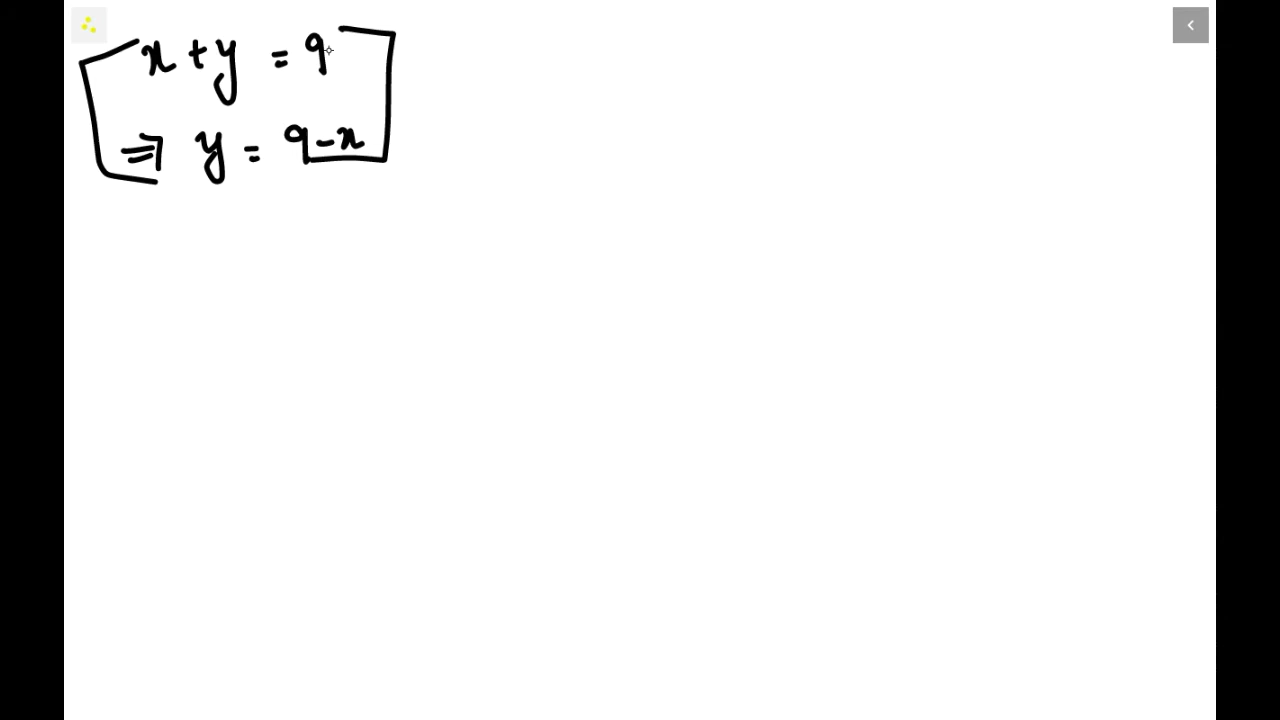 x + y = 9
⇒ y = 9 - x